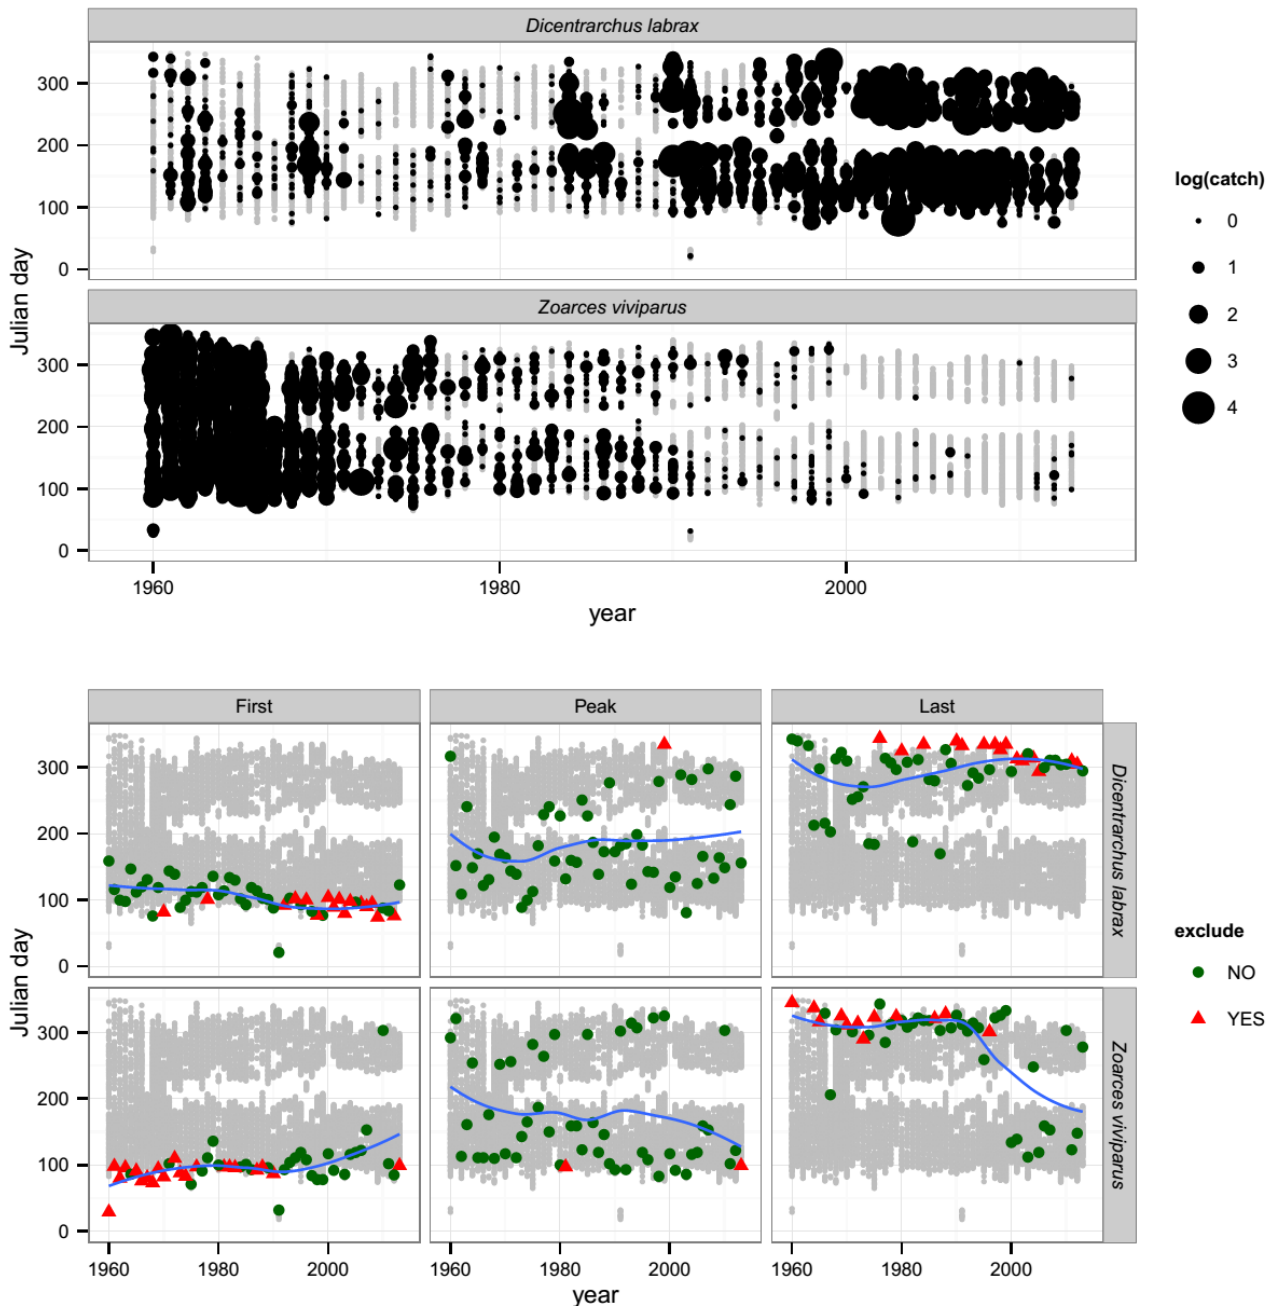 Dicentrarchus labrax
300
200
100
0
Zoarces viviparus
300
200
100
0
Julian day
1960
1980
2000
year
log(catch)
0
1
2
3
4
First
Peak
Last
300
200
100
0
Dicentrarchus labrax
300
200
100
0
Zoarces viviparus
Julian day
1960
1980
2000
1960
1980
2000
1960
1980
2000
year
exclude
NO
YES